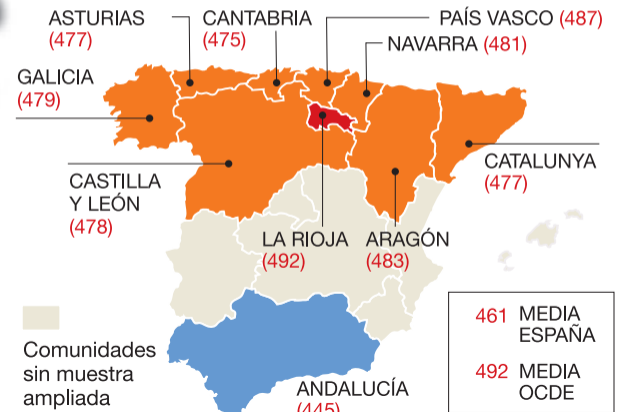 ASTURIAS
(477)
CANTABRIA
(475)
PAÍS VASCO (487)
NAVARRA (481)
GALICIA
(479)
CASTILLA
Y LEÓN
(478)
CATALUNYA
(477)
LA RIOJA
(492)
ARAGÓN
(483)
Comunidades
sin muestra
ampliada
ANDALUCÍA
(445)
461 MEDIA
ESPAÑA
492 MEDIA
OCDE